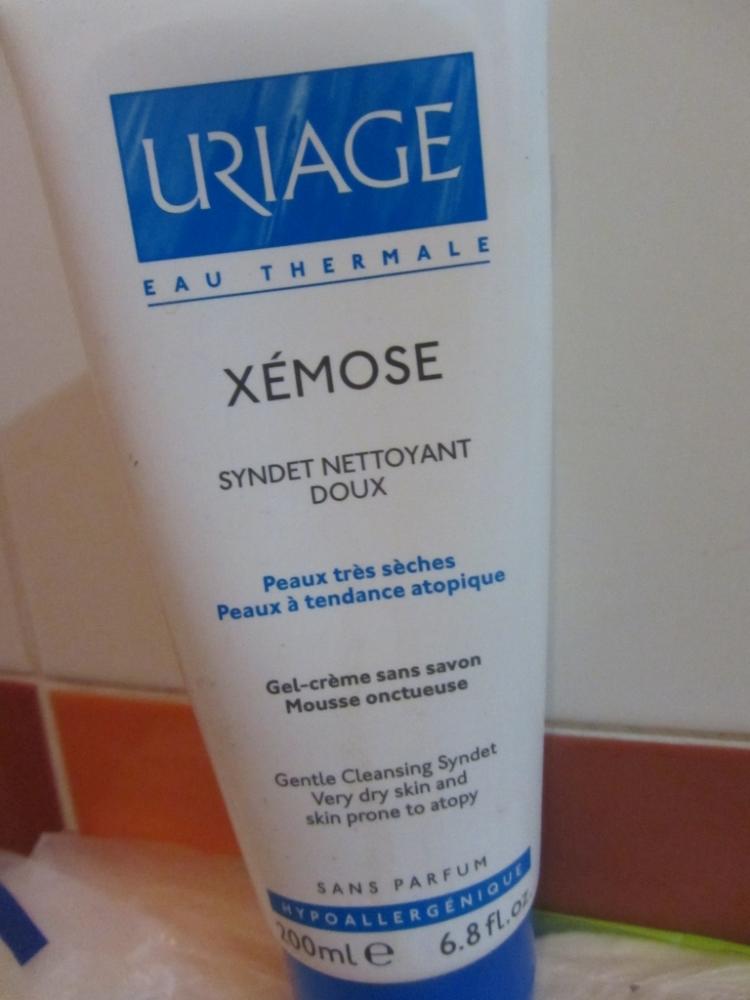 URIAGE
EAU THERMALE
XÉMOSE
SYNDET NETTOYANT
DOUX
Peaux très sèches
Peaux à tendance atopique
Gel-crème sans savon
Mousse onctueuse
Gentle Cleansing Syndet
Very dry skin and
skin prone to atopy
SANS PARFUM
HYPOALLERGÉNIQUE
200ml e 6.8 fl.oz.